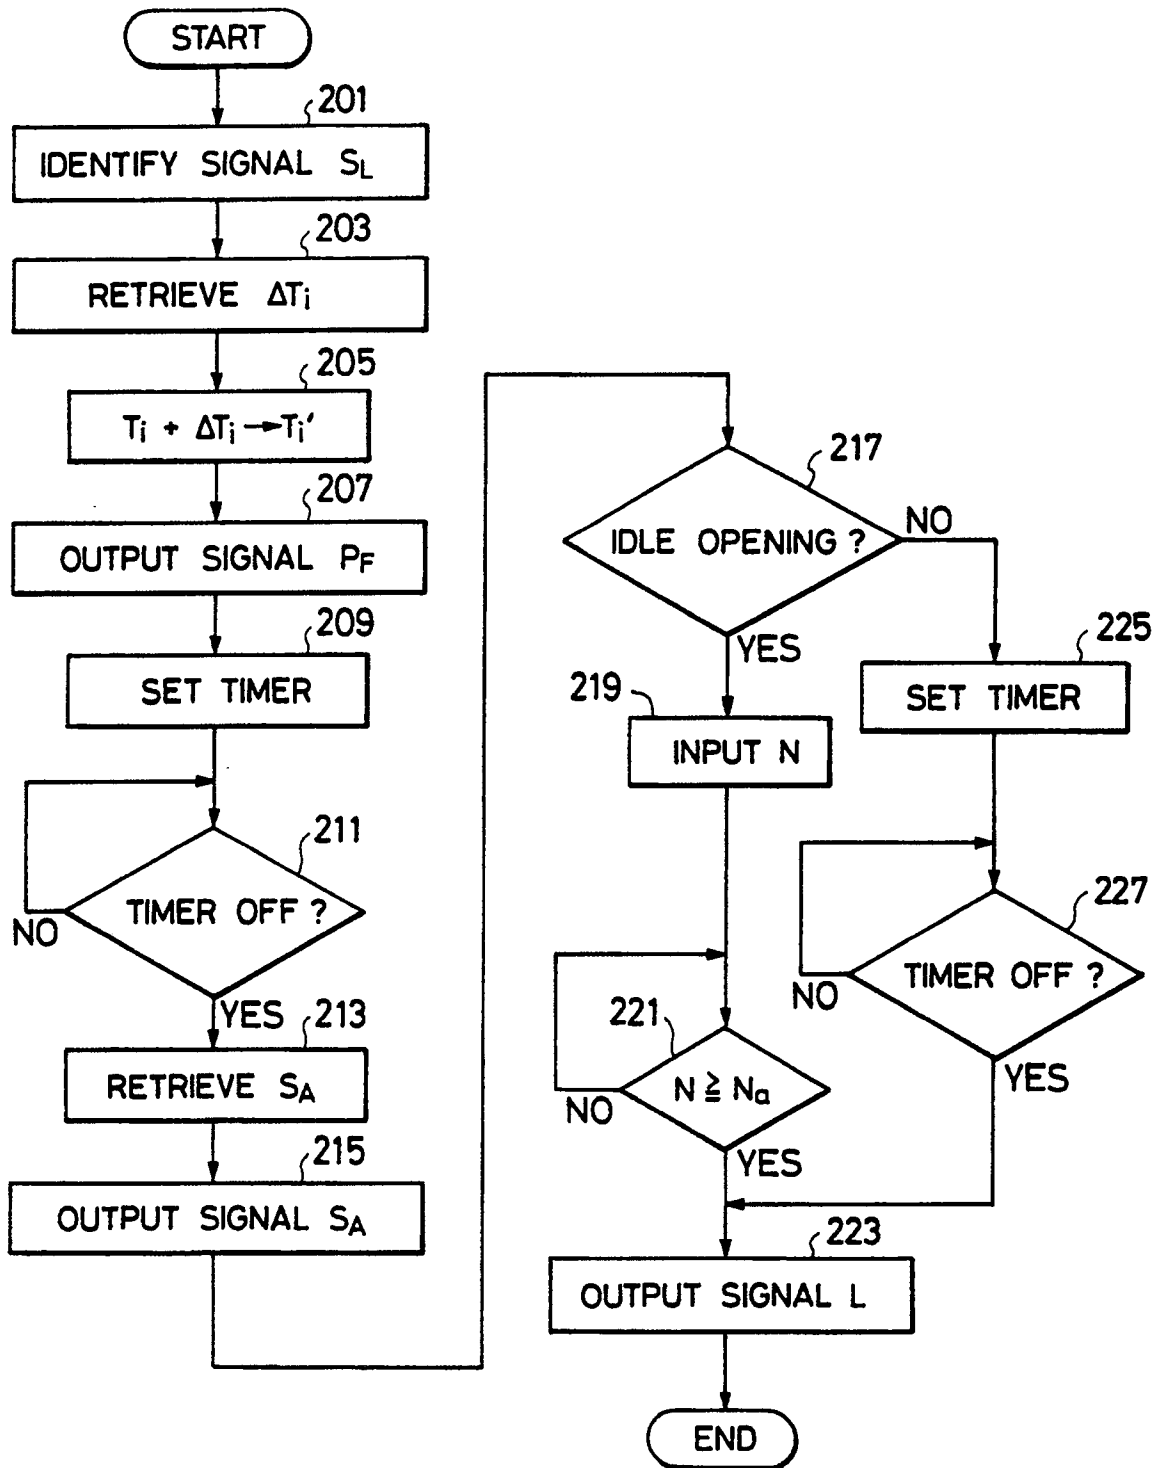 START
201
IDENTIFY SIGNAL SL
203
RETRIEVE ΔTi
205
Ti + ΔTi → Ti'
207
OUTPUT SIGNAL PF
209
SET TIMER
211
TIMER OFF ?
NO
YES
213
RETRIEVE SA
215
OUTPUT SIGNAL SA
217
IDLE OPENING ?
NO
YES
219
INPUT N
221
N ≧ Na
NO
YES
225
SET TIMER
227
TIMER OFF ?
NO
YES
223
OUTPUT SIGNAL L
END